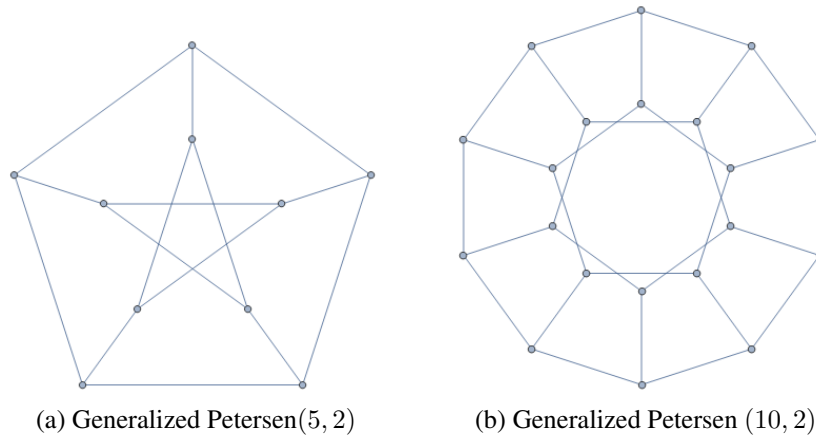 (a) Generalized Petersen(5, 2)
(b) Generalized Petersen (10, 2)